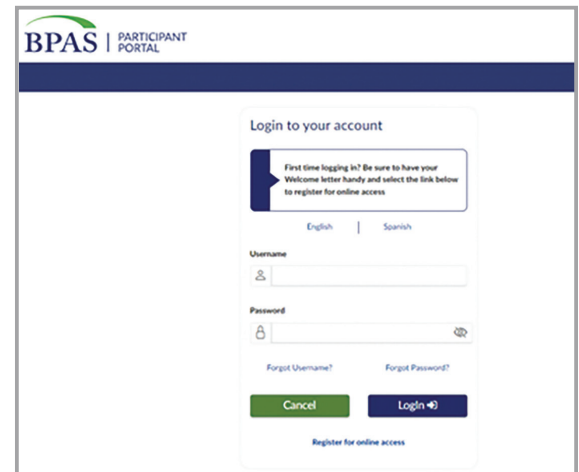 BPAS | PARTICIPANT
PORTAL
Login to your account
First time logging in? Be sure to have your
Welcome letter handy and select the link below
to register for online access
English | Spanish
Username
Password
Forgot Username? Forgot Password?
Cancel LogIn
Register for online access